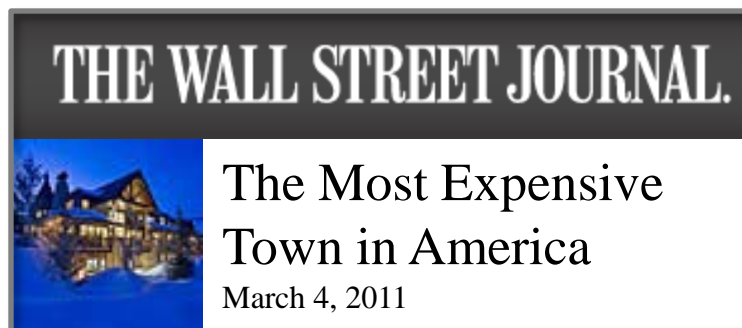 THE WALL STREET JOURNAL.
The Most Expensive
Town in America
March 4, 2011